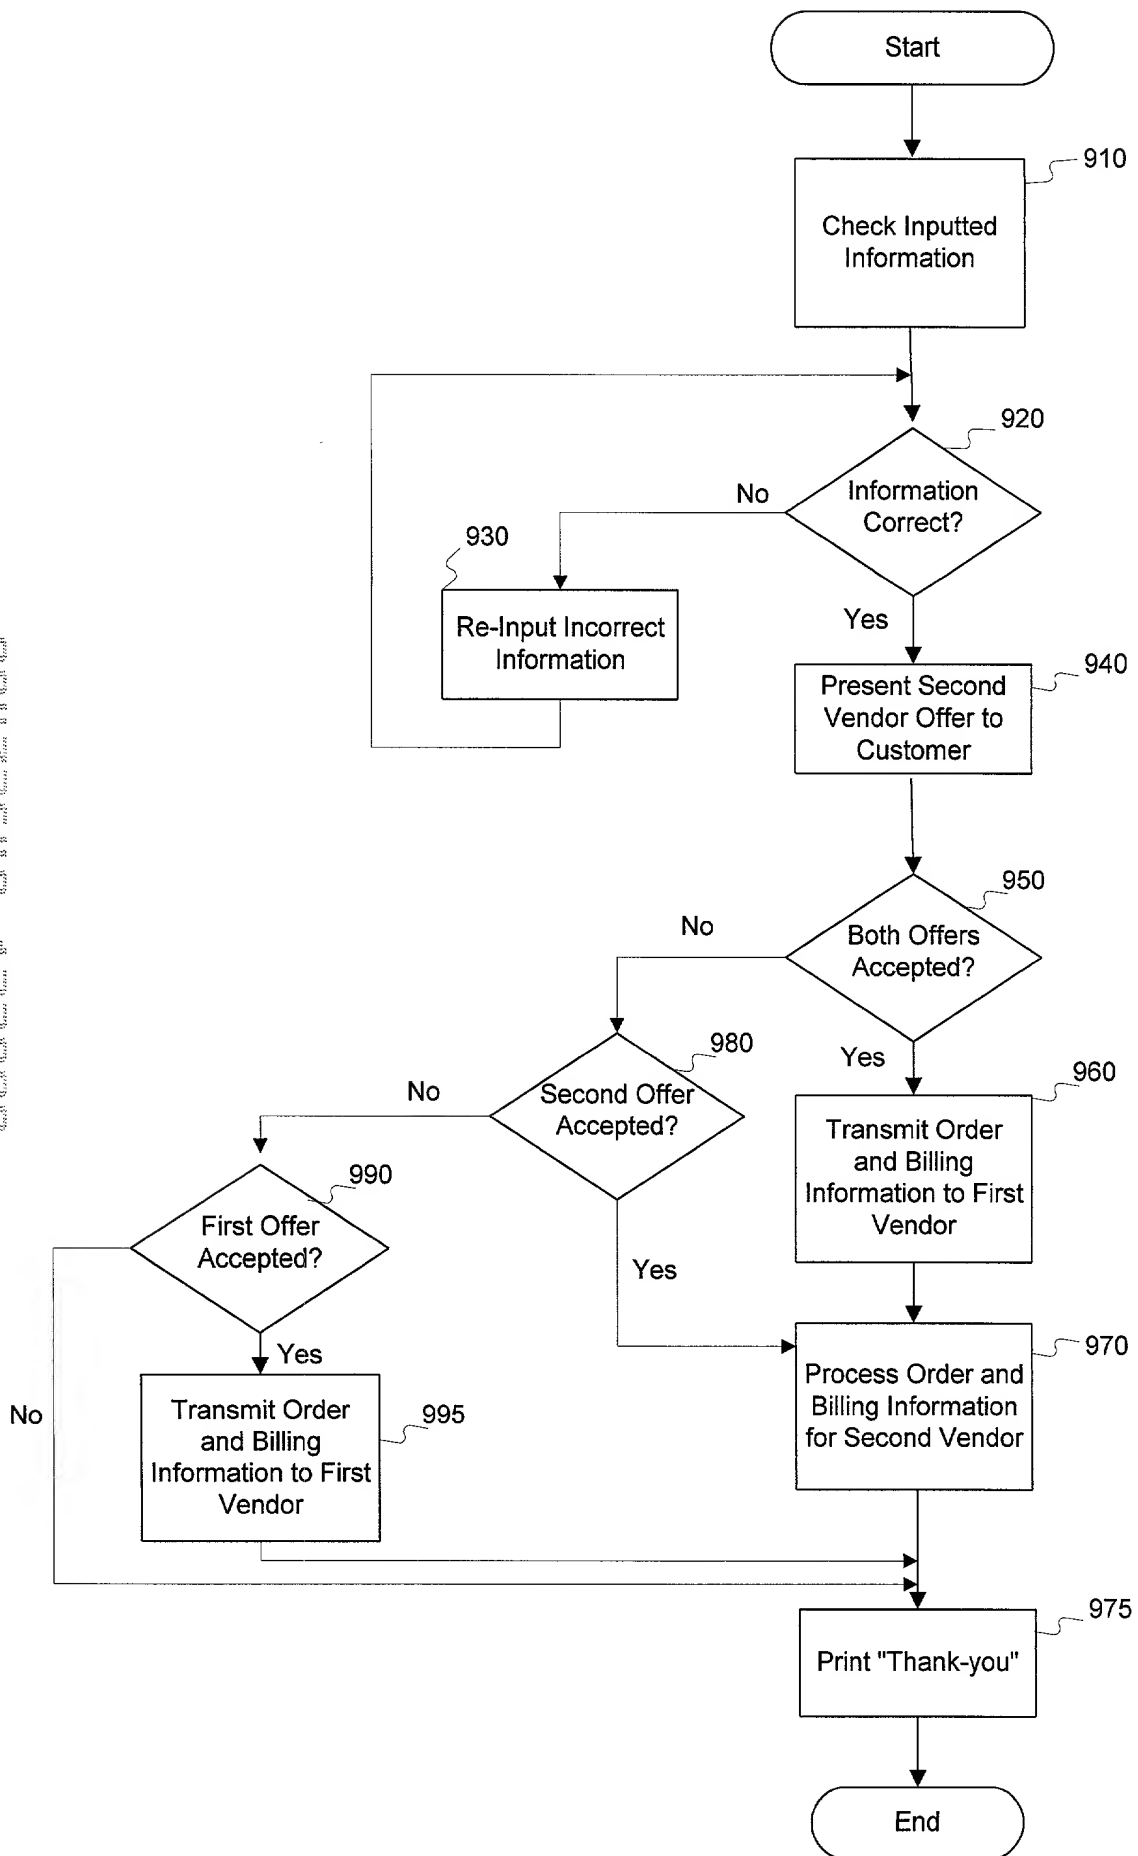 Start
910
Check Inputted
Information
920
Information
Correct?
No
930
Re-Input Incorrect
Information
Yes
940
Present Second
Vendor Offer to
Customer
950
Both Offers
Accepted?
No
980
Second Offer
Accepted?
Yes
960
Transmit Order
and Billing
Information to First
Vendor
No
990
First Offer
Accepted?
Yes
970
Process Order and
Billing Information
for Second Vendor
Yes
No
995
Transmit Order
and Billing
Information to First
Vendor
975
Print "Thank-you"
End